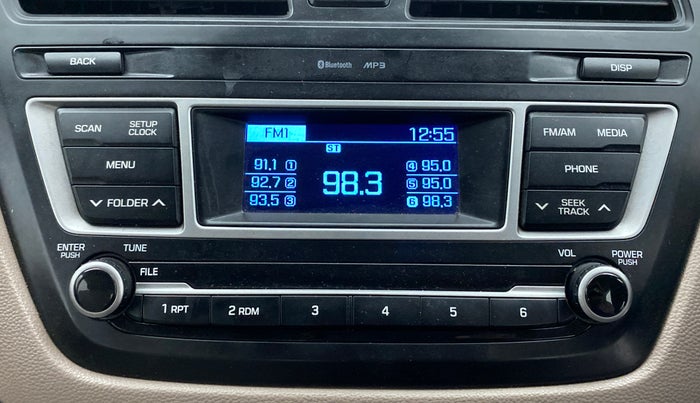 BACK
Bluetooth MP3
DISP
SCAN
SETUP
CLOCK
FM1
12:55
FM/AM
MEDIA
ST
MENU
91.1 1
4 95.0
PHONE
92.7 2
98.3
5 95.0
FOLDER
93.5 3
6 98.3
SEEK
TRACK
ENTER
PUSH
TUNE
VOL
POWER
PUSH
FILE
1 RPT
2 RDM
3
4
5
6